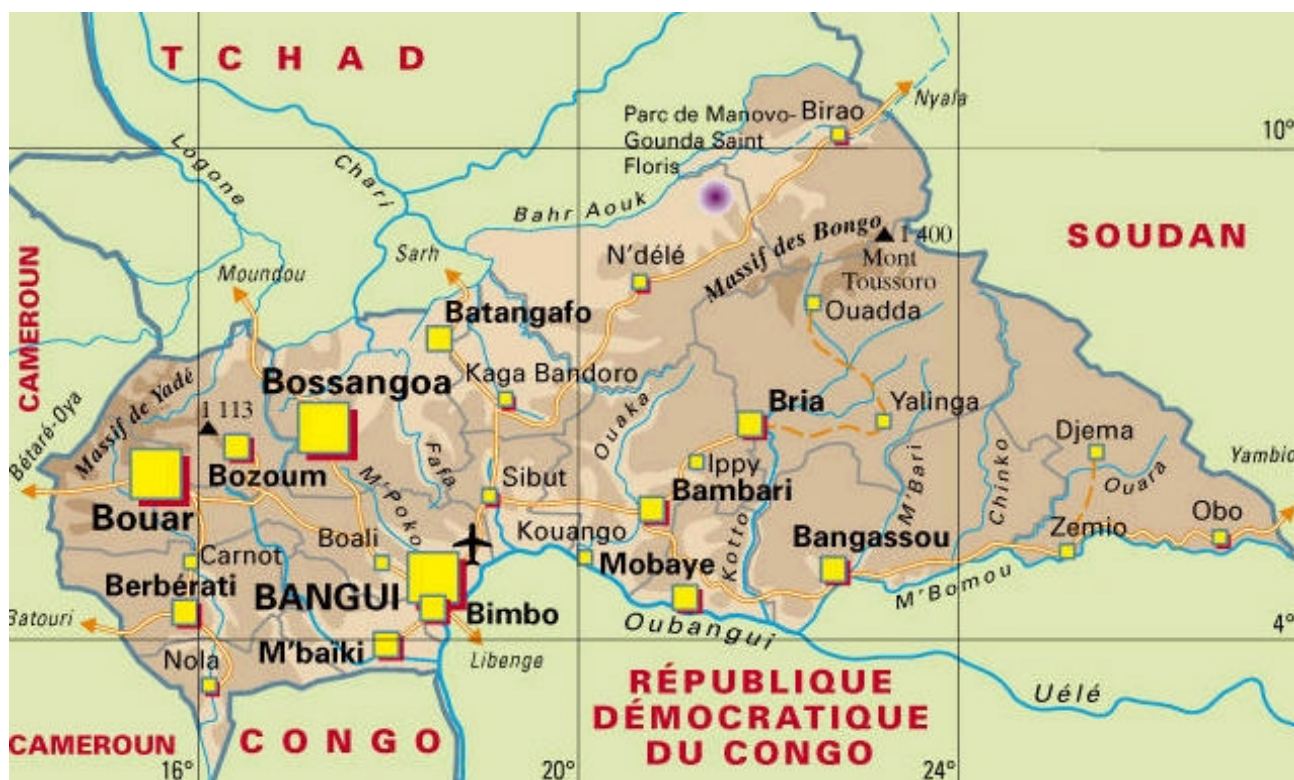 TCHAD
Logone
Chari
Parc de Manovo-
Gounda Saint
Floris
Birao
Nyala
10°
Bahr Aouk
CAMEROUN
Moundou
Sarh
N'délé
Massif des Bongo
1 400
Mont
Toussoro
Ouadda
SOUDAN
Batangafo
Bossangoa
Kaga Bandoro
Massif de Yadé
1 113
Bétaré-Oya
Bozoum
Bouar
Fafa
M'Poko
Sibut
Ouaka
Ippy
Bambari
Bria
Yalinga
M'Bari
Chinko
Djema
Ouara
Yambio
Obo
Zemio
Carnot
Boali
Kouango
Mobaye
Kotto
Bangassou
M'Bomou
Berbérati
BANGUI
Bimbo
Batouri
M'baïki
Nola
Libenge
Oubangui
4°
Uélé
RÉPUBLIQUE
DÉMOCRATIQUE
DU CONGO
CAMEROUN
CONGO
16°
20°
24°